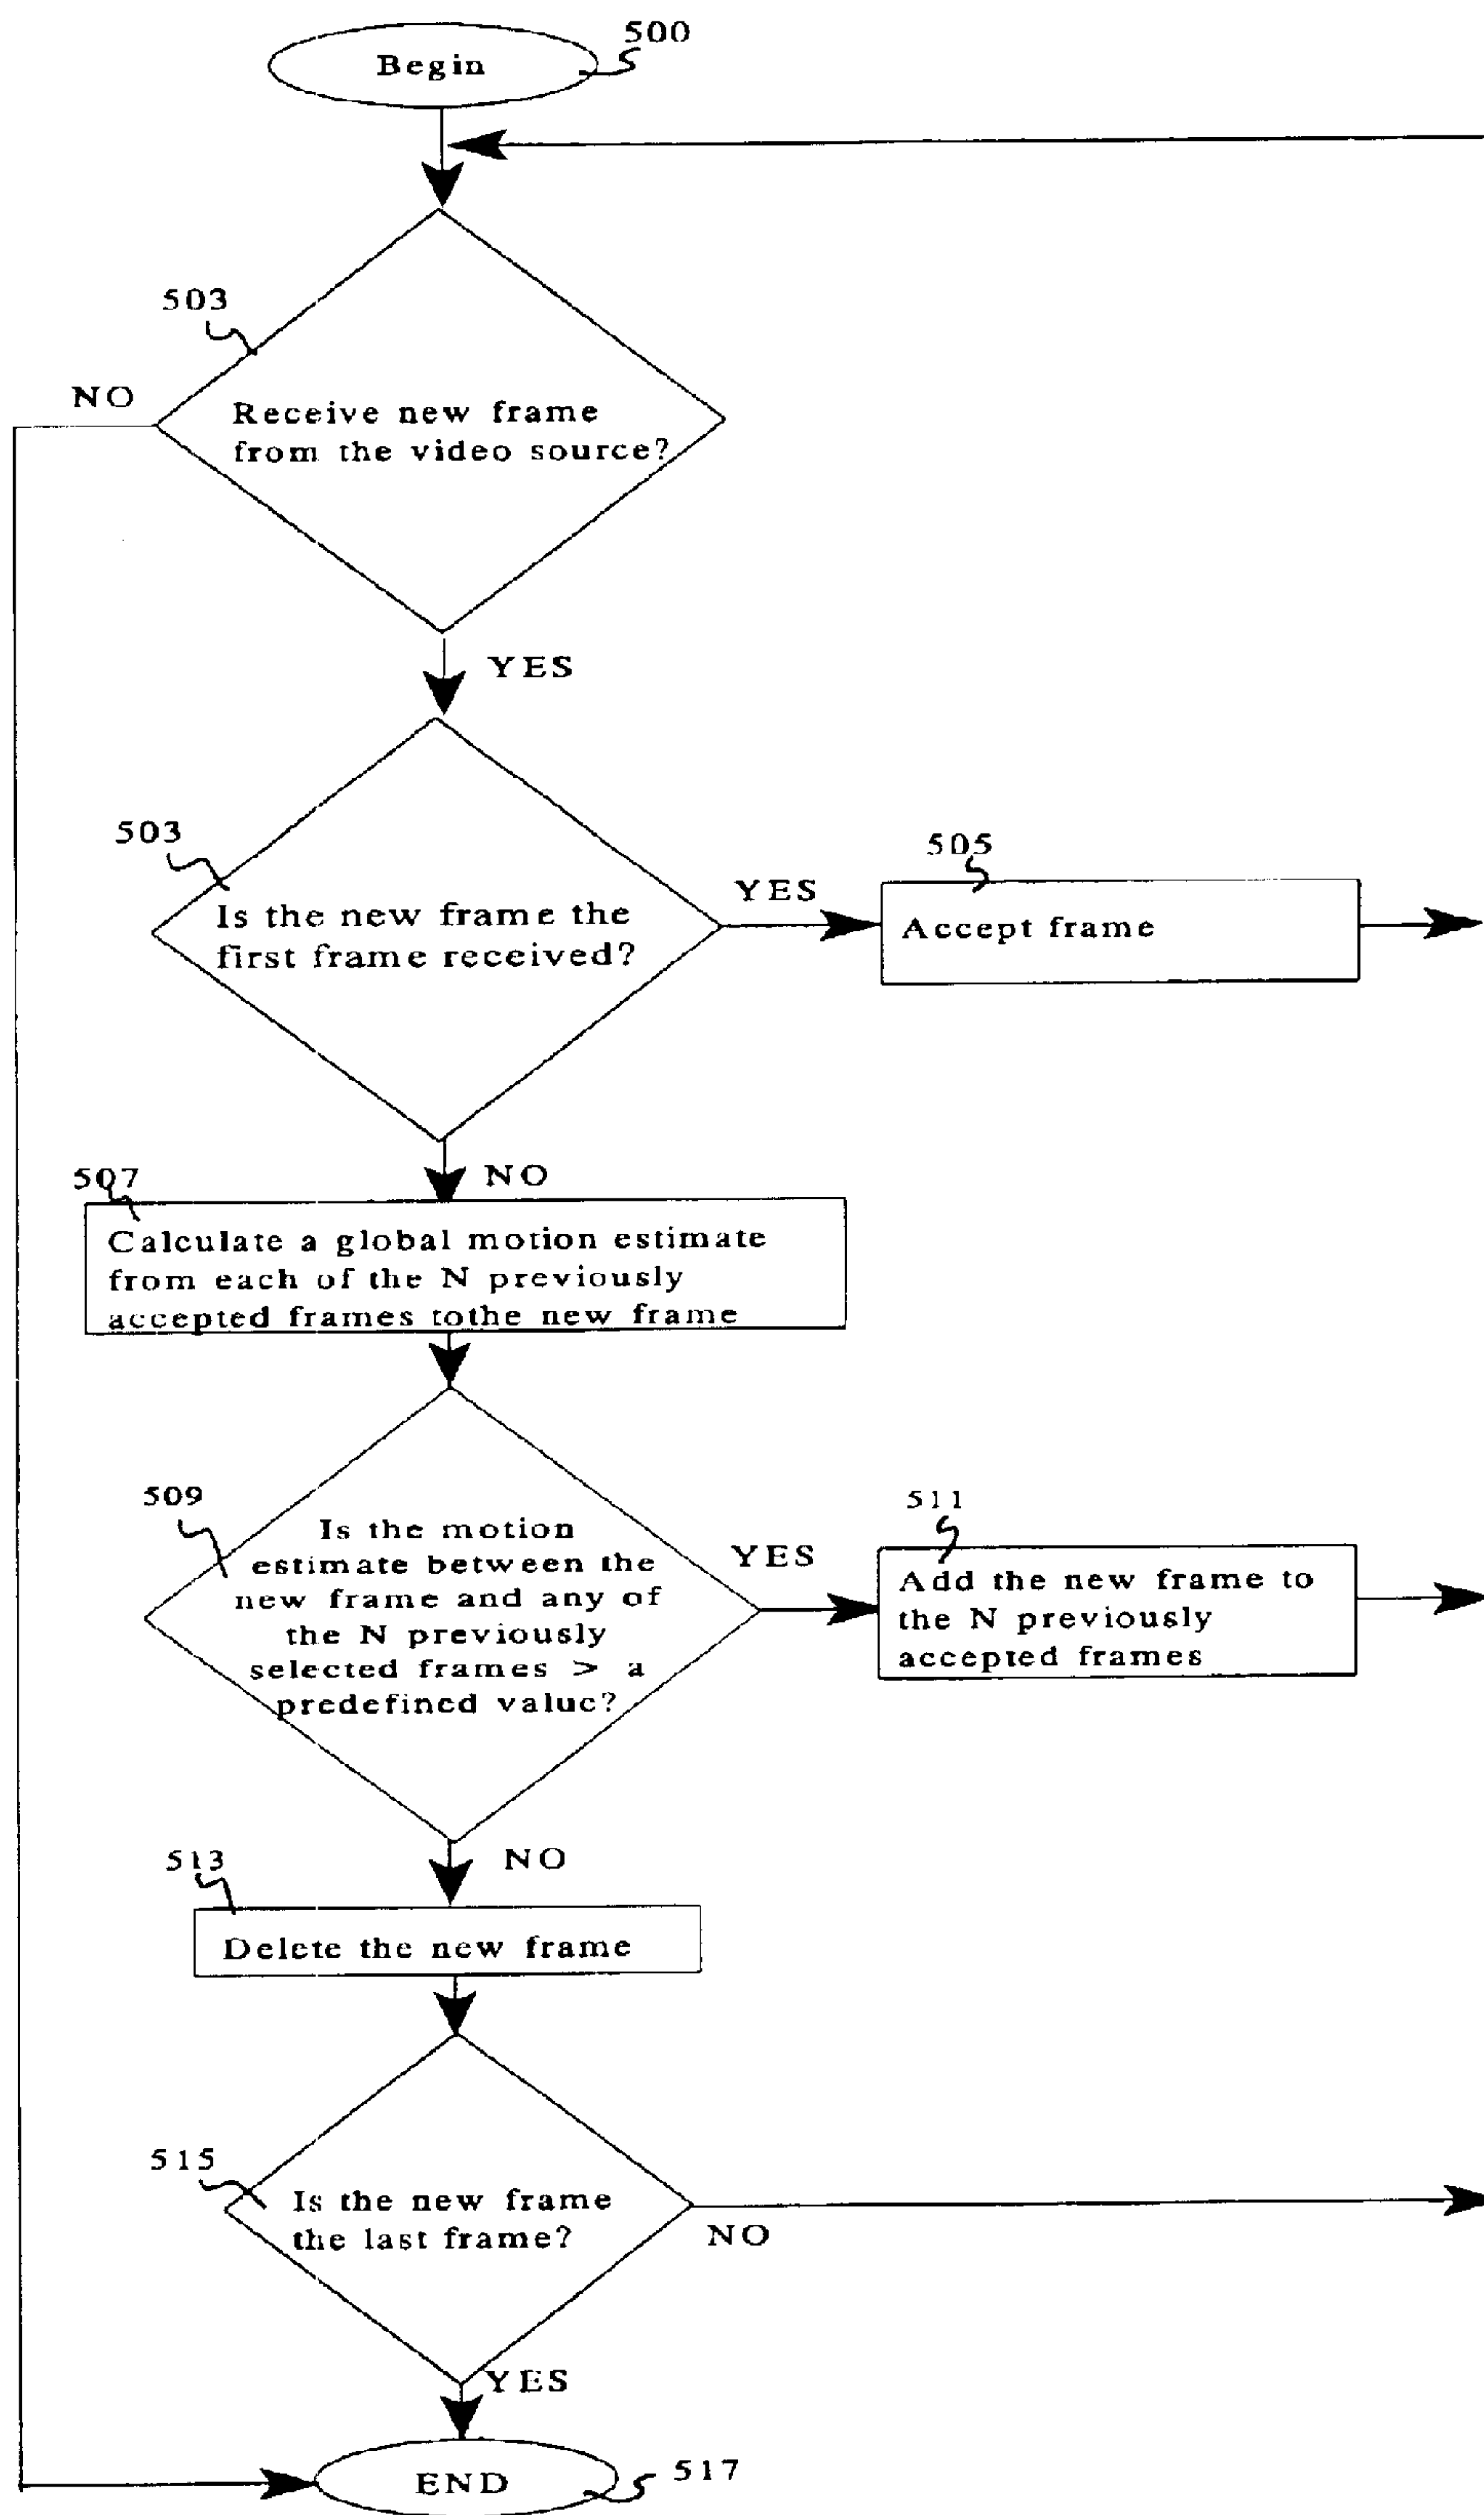 500
Begin
503
NO
Receive new frame
from the video source?
YES
503
Is the new frame the
first frame received?
YES
505
Accept frame
NO
507
Calculate a global motion estimate
from each of the N previously
accepted frames tothe new frame
509
Is the motion
estimate between the
new frame and any of
the N previously
selected frames > a
predefined value?
YES
511
Add the new frame to
the N previously
accepted frames
NO
513
Delete the new frame
515
Is the new frame
the last frame?
NO
YES
END
517